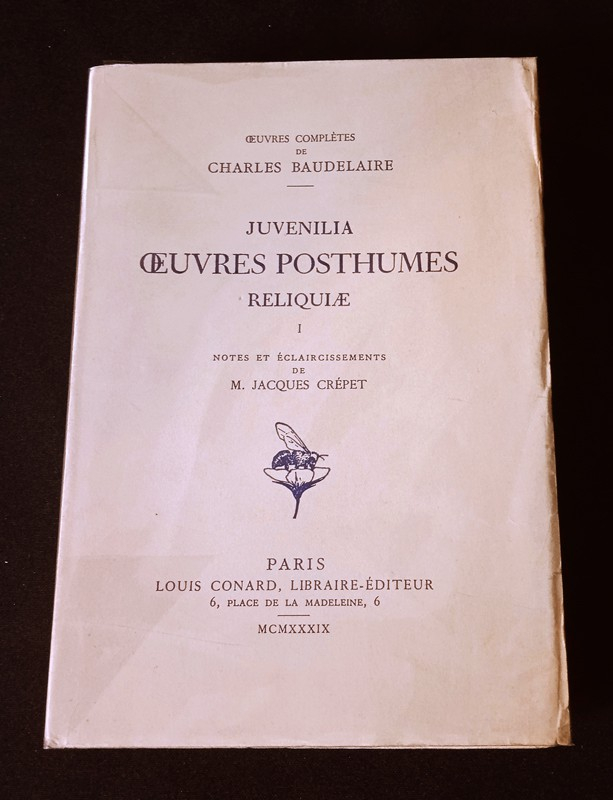 ŒUVRES COMPLÈTES
DE
CHARLES BAUDELAIRE
JUVENILIA
ŒUVRES POSTHUMES
RELIQUIÆ
I
NOTES ET ÉCLAIRCISSEMENTS
DE
M. JACQUES CRÉPET
PARIS
LOUIS CONARD, LIBRAIRE-ÉDITEUR
6, PLACE DE LA MADELEINE, 6
MCMXXXIX